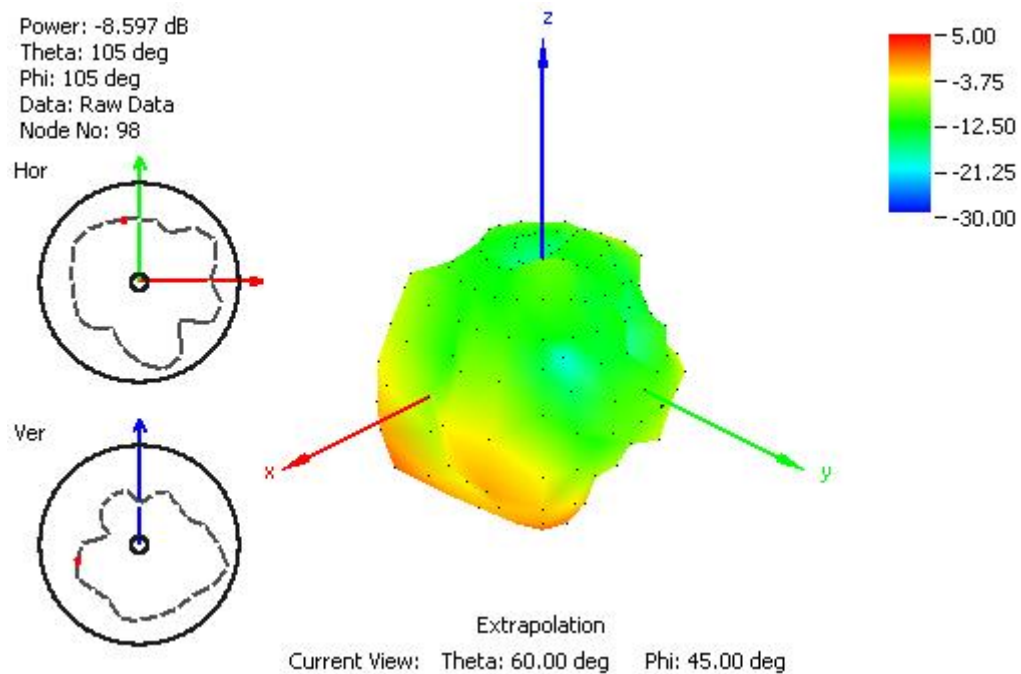 Power: -8.597 dB
Theta: 105 deg
Phi: 105 deg
Data: Raw Data
Node No: 98
Hor
Ver
z
x
y
5.00
-3.75
-12.50
-21.25
-30.00
Extrapolation
Current View: Theta: 60.00 deg Phi: 45.00 deg